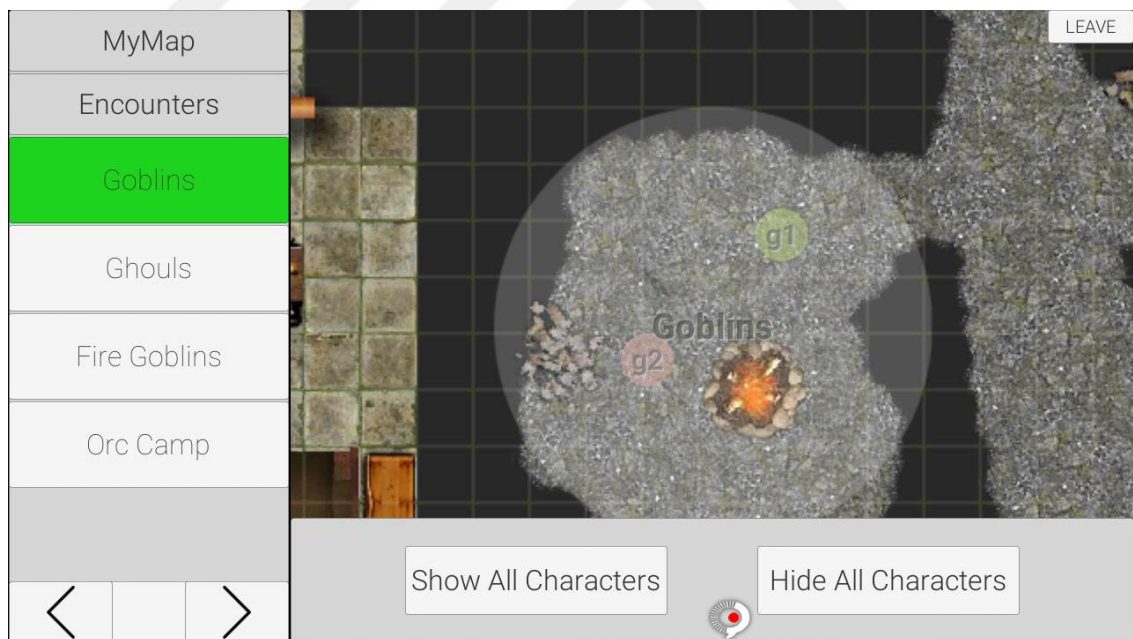 MyMap
Encounters
Goblins
Ghouls
Fire Goblins
Orc Camp
LEAVE
g1
Goblins
g2
Show All Characters
Hide All Characters